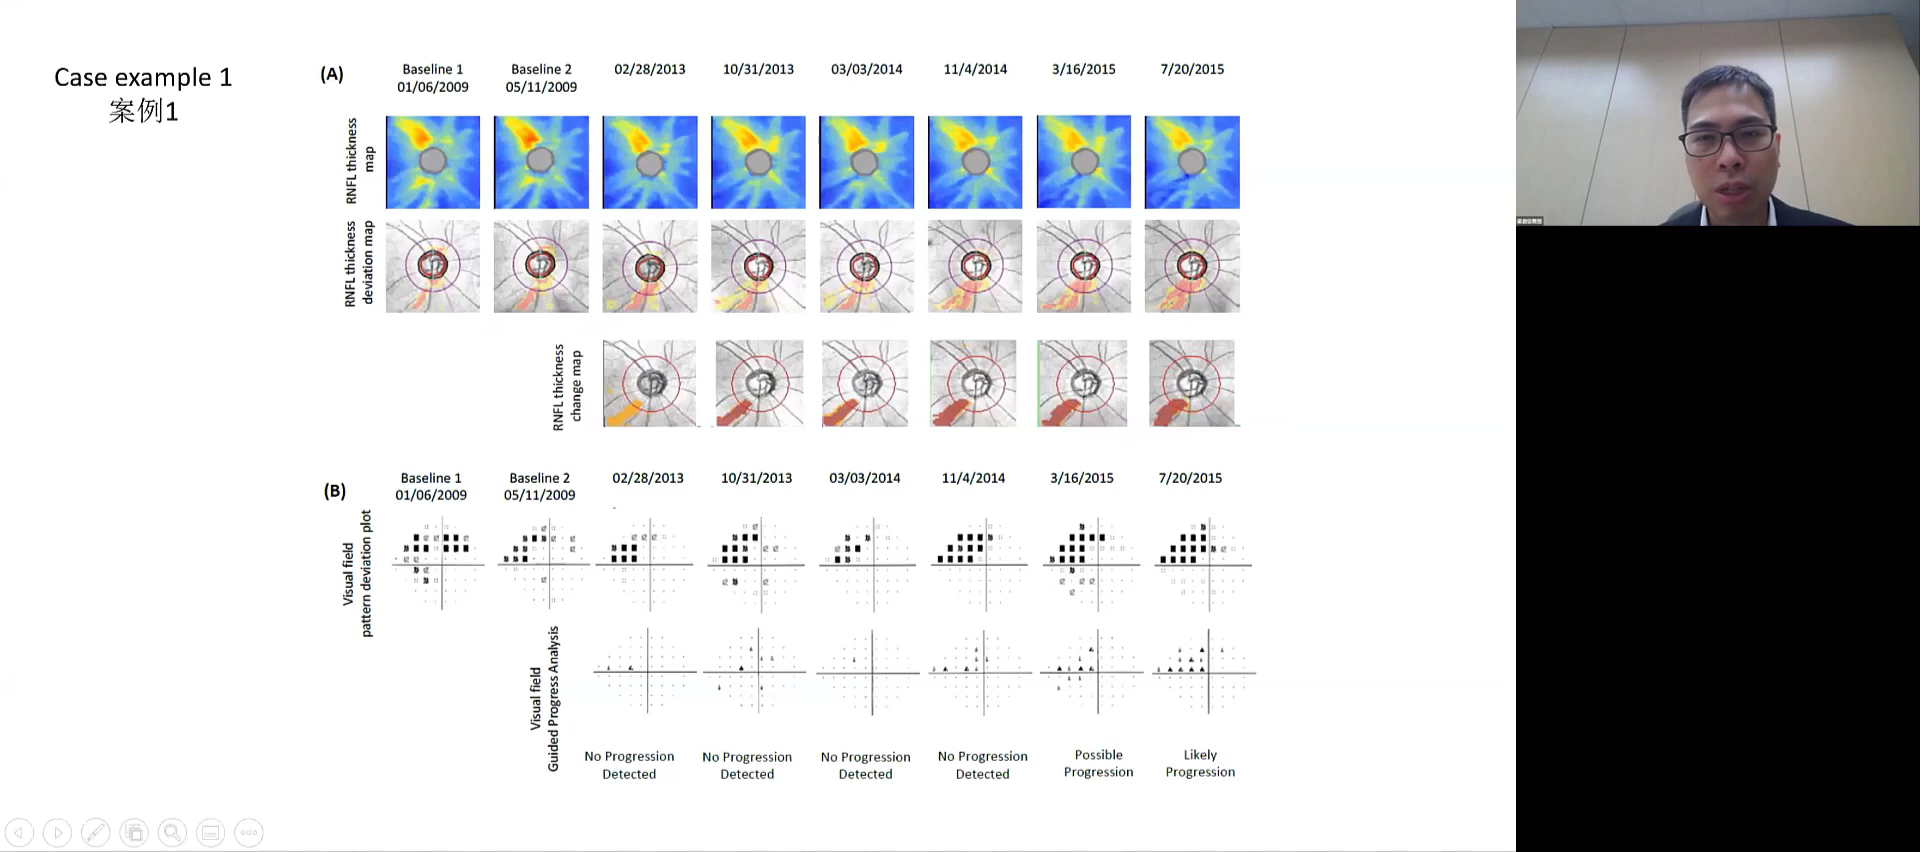 Case example 1
案例1
(A)
Baseline 1
01/06/2009
Baseline 2
05/11/2009
02/28/2013
10/31/2013
03/03/2014
11/4/2014
3/16/2015
7/20/2015
RNFL thickness
map
RNFL thickness
deviation map
RNFL thickness
change map
(B)
Baseline 1
01/06/2009
Baseline 2
05/11/2009
02/28/2013
10/31/2013
03/03/2014
11/4/2014
3/16/2015
7/20/2015
Visual field
pattern deviation plot
Visual field
Guided Progress Analysis
No Progression
Detected
No Progression
Detected
No Progression
Detected
No Progression
Detected
Possible
Progression
Likely
Progression